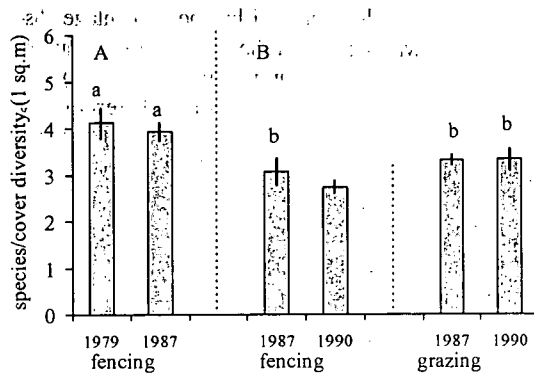 species/cover diversity (1 sq.m)
6
5
4
3
2
1
0
A
B
a
a
b
b
b
1979
1987
1987
1990
1987
1990
fencing
fencing
grazing